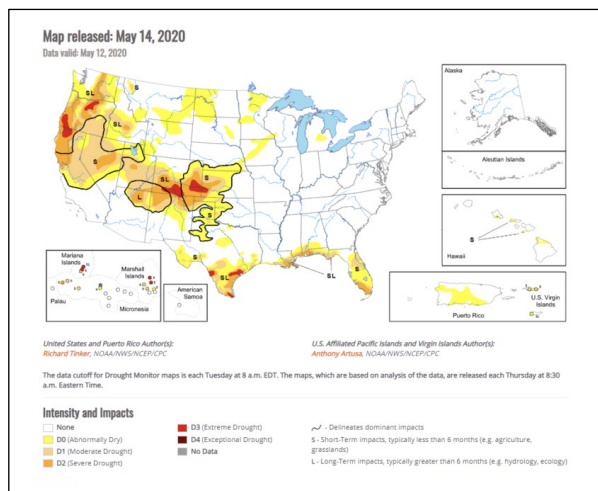 Map released: May 14, 2020
Data valid: May 12, 2020
Alaska
Aleutian Islands
SL
S
SL
S
S
SL
L
S
S
S
SL
SL
S
S
Hawaii
Mariana Islands
Marshall Islands
Palau
Micronesia
American Samoa
Puerto Rico
U.S. Virgin Islands
United States and Puerto Rico Author(s):
Richard Tinker, NOAA/NWS/NCEP/CPC
U.S. Affiliated Pacific Islands and Virgin Islands Author(s):
Anthony Artusa, NOAA/NWS/NCEP/CPC
The data cutoff for Drought Monitor maps is each Tuesday at 8 a.m. EDT. The maps, which are based on analysis of the data, are released each Thursday at 8:30
a.m. Eastern Time.
Intensity and Impacts
None
D0 (Abnormally Dry)
D1 (Moderate Drought)
D2 (Severe Drought)
D3 (Extreme Drought)
D4 (Exceptional Drought)
No Data
- Delineates dominant impacts
S - Short-Term impacts, typically less than 6 months (e.g. agriculture,
grasslands)
L - Long-Term impacts, typically greater than 6 months (e.g. hydrology, ecology)